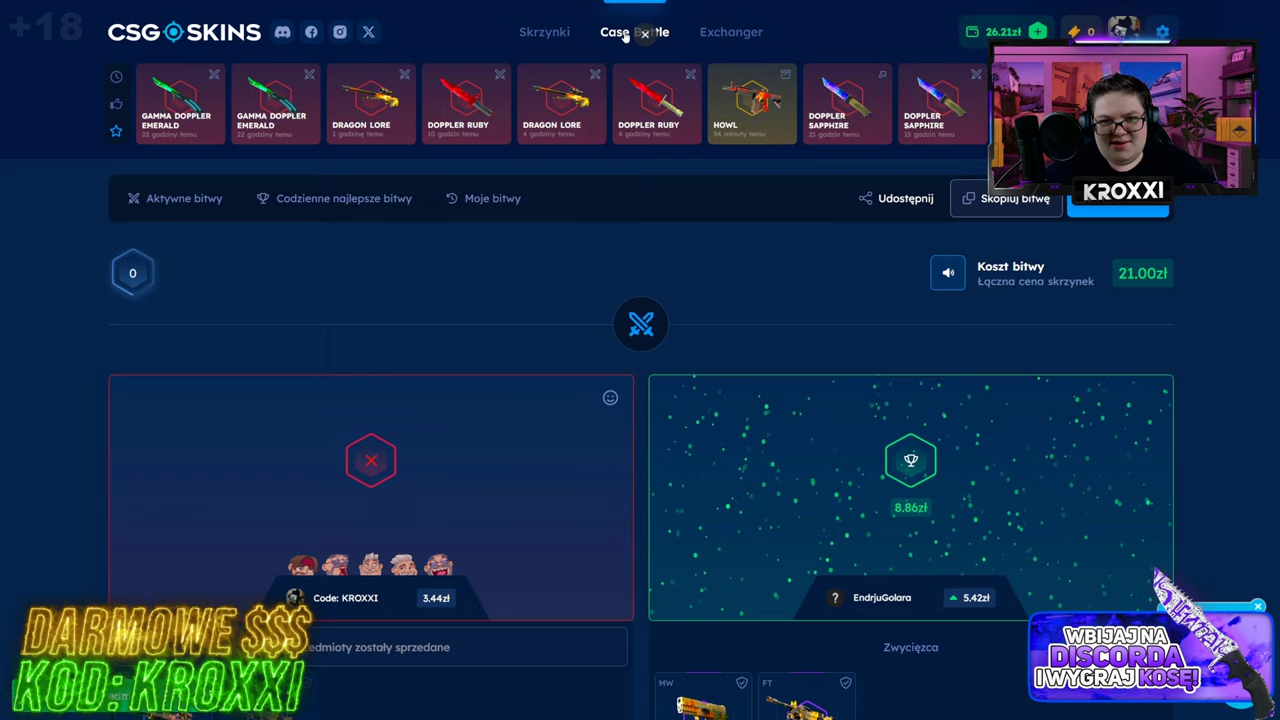 +18
CSGO SKINS
Skrzynki
Case Battle
Exchanger
26.21zł
0
GAMMA DOPPLER
EMERALD
22 godziny temu
GAMMA DOPPLER
EMERALD
22 godziny temu
DRAGON LORE
1 godzinę temu
DOPPLER RUBY
10 godzin temu
DRAGON LORE
4 godziny temu
DOPPLER RUBY
4 godziny temu
HOWL
54 minuty temu
DOPPLER
SAPPHIRE
21 godzin temu
DOPPLER
SAPPHIRE
15 godzin temu
KROXXI
Aktywne bitwy
Codzienne najlepsze bitwy
Moje bitwy
Udostępnij
Skopiuj bitwę
0
Koszt bitwy
Łączna cena skrzynek
21.00zł
8.86zł
Code: KROXXI
3.44zł
EndrjuGolara
5.42zł
zostały sprzedane
Zwycięzca
MW
FT
DARMOWE $$$
KOD: KROXXI
WBIJAJ NA
DISCORDA
I WYGRAJ KOSĘ!